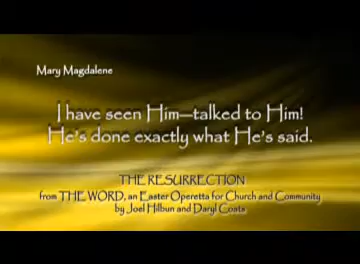 Mary Magdalene
I have seen Him—talked to Him!
He's done exactly what He's said.
THE RESURRECTION
from THE WORD, an Easter Operetta for Church and Community
by Joel Hilbun and Daryl Coats